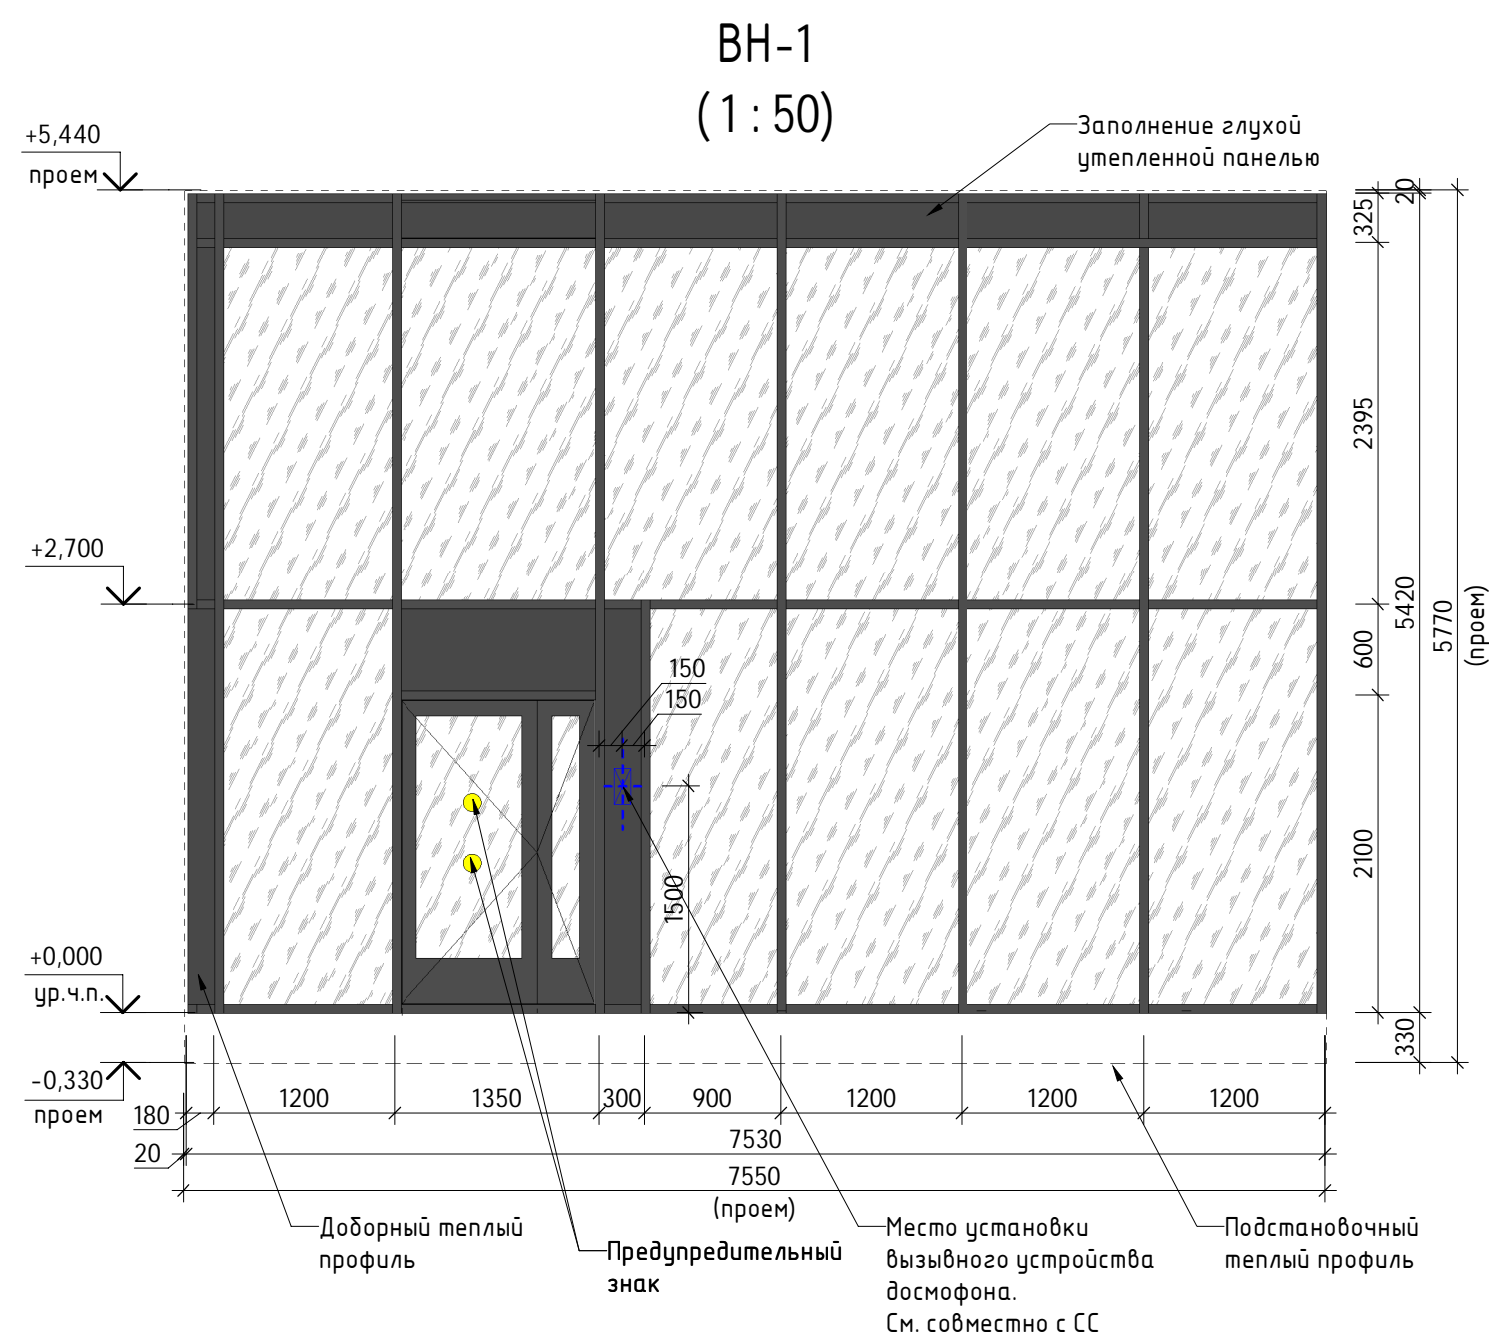 ВН-1
(1 : 50)
+5,440
проем
Заполнение глухой
утепленной панелью
20
325
2395
+2,700
600
5420
5770
(проем)
150
150
1500
2100
+0,000
ур.ч.п.
330
-0,330
проем
180
1200
1350
300
900
1200
1200
1200
20
7530
7550
(проем)
Доборный теплый
профиль
Предупредительный
знак
Место установки
вызывного устройства
досмофона.
См. совместно с СС
Подстановочный
теплый профиль